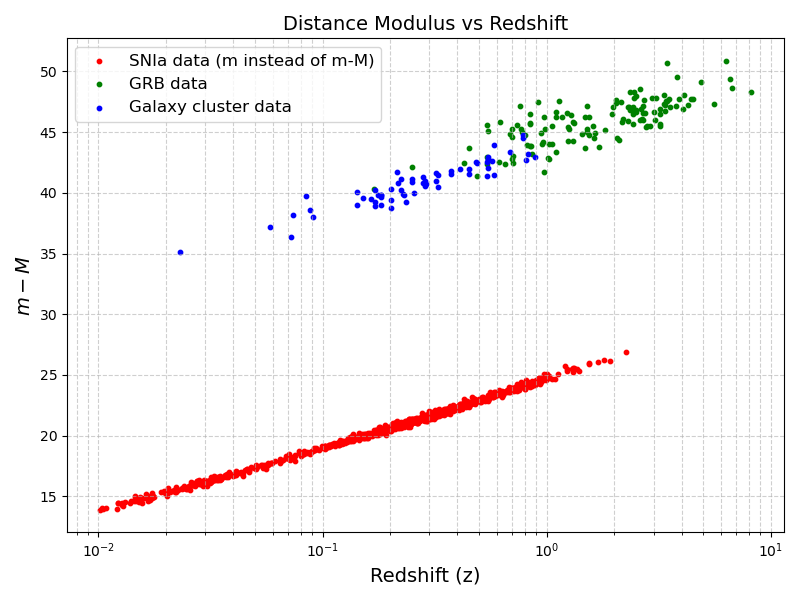 Distance Modulus vs Redshift
SNIa data (m instead of m-M)
GRB data
Galaxy cluster data
50
45
40
35
30
25
20
15
m − M
10⁻²
10⁻¹
10⁰
10¹
Redshift (z)